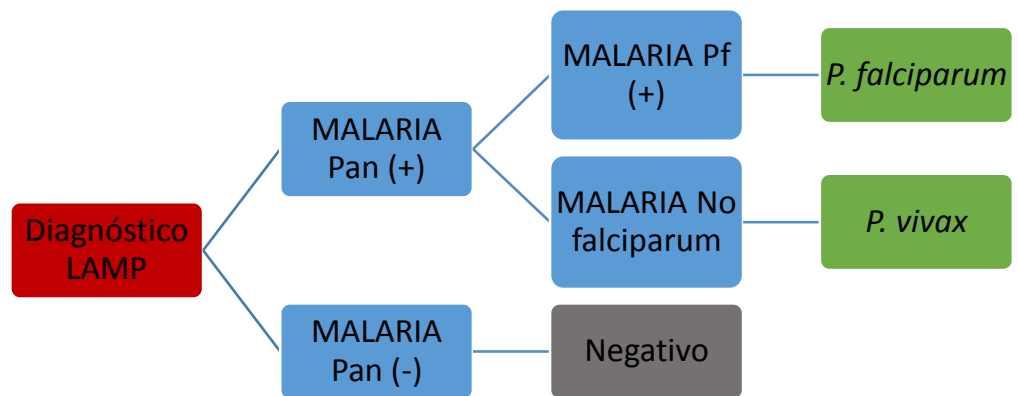 Diagnóstico
LAMP
MALARIA
Pan (+)
MALARIA Pf
(+)
P. falciparum
MALARIA No
falciparum
P. vivax
MALARIA
Pan (-)
Negativo